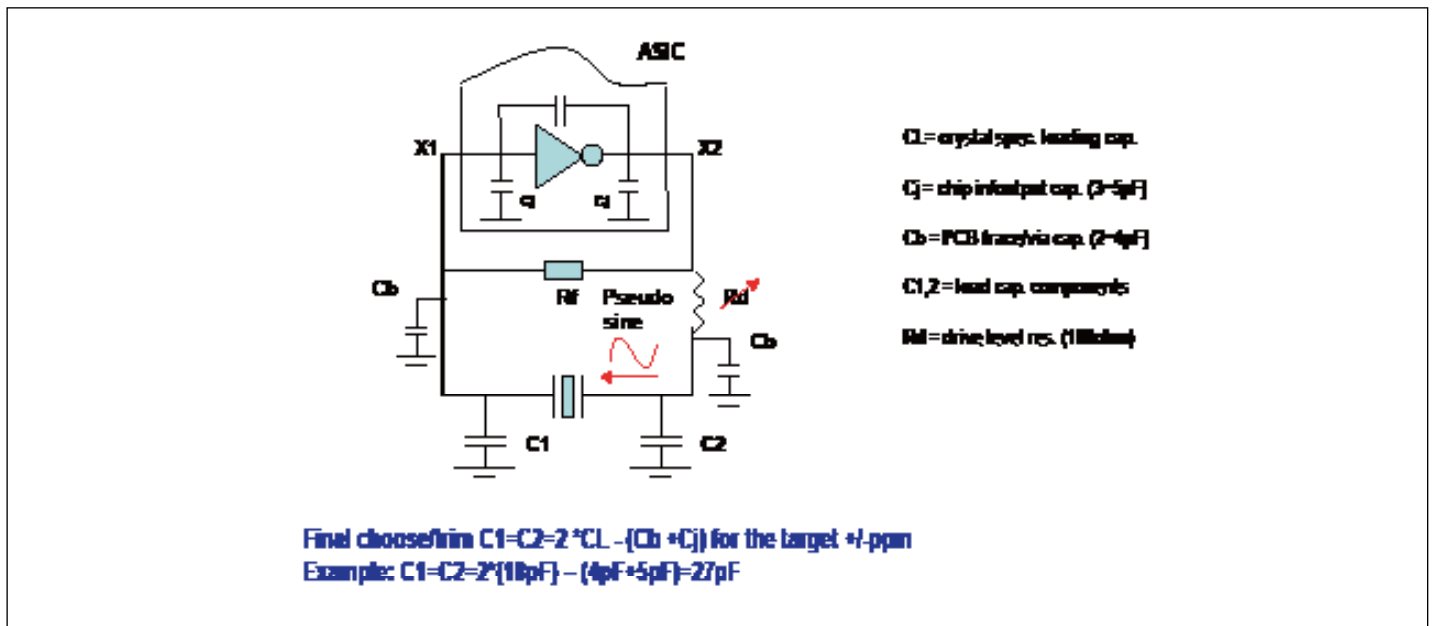 ASIC
X1
X2
Cj
Cj
Cb
Rf
Pseudo
sine
Rd
Cb
C1
C2
CL= crystal spec. loading cap.
Cj = chip in/output cap. (3~5pF)
Cb = PCB trace/via cap. (2~4pF)
C1,2 = load cap. components
Rd = drive level res. (100ohm)
Final choose/trim C1=C2=2 *CL - (Cb +Cj) for the target +/-ppm
Example: C1=C2=2*(18pF) – (4pF+5pF)=27pF